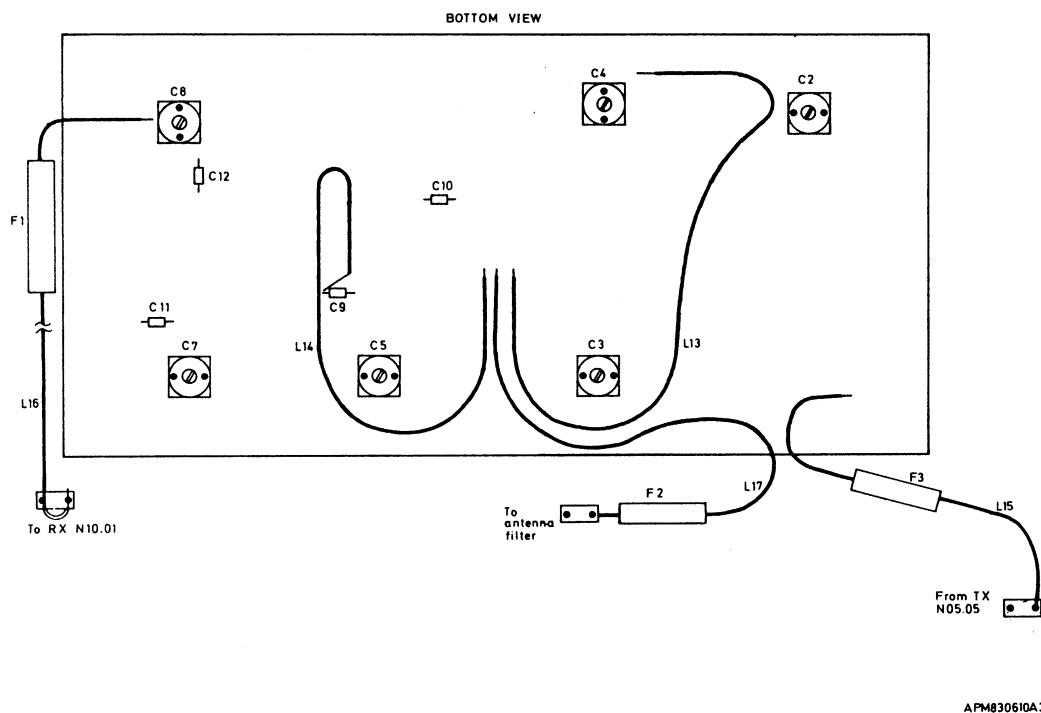 BOTTOM VIEW
C8
C4
C2
C12
C10
F1
C9
C11
C7
L14
C5
C3
L13
L16
F3
F2
L17
L15
To RX N10.01
To
antenna
filter
From TX
N05.05
APM830610A